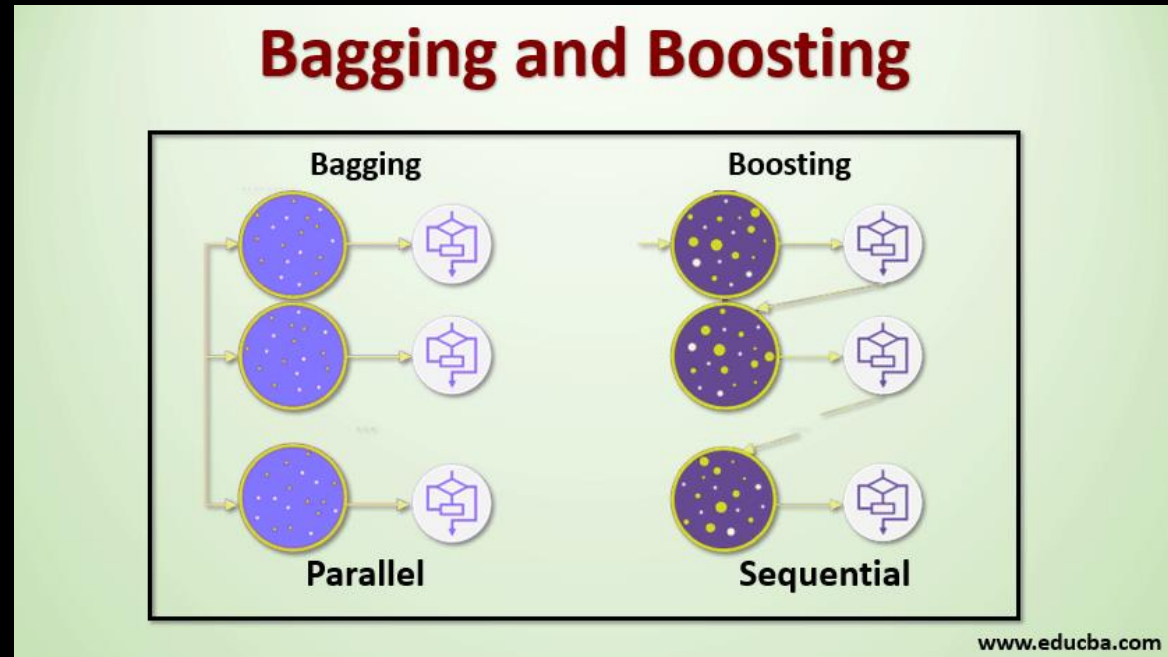 Bagging and Boosting
Bagging
Boosting
Parallel
Sequential
www.educba.com